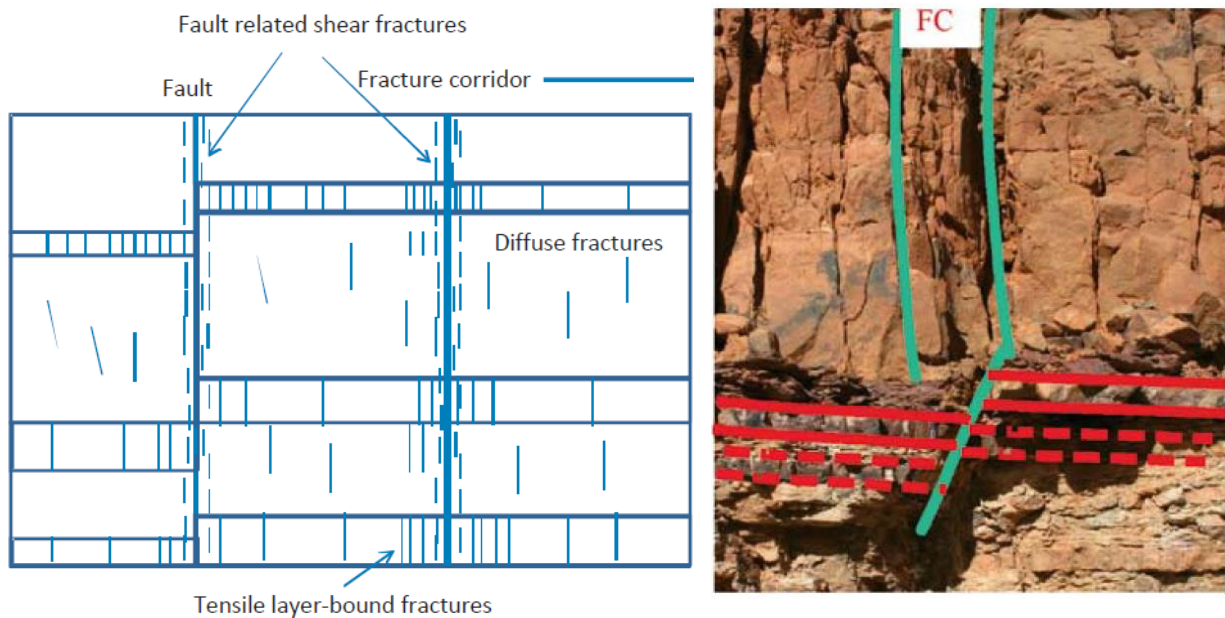 Fault related shear fractures
Fault
Fracture corridor
Diffuse fractures
Tensile layer-bound fractures
FC